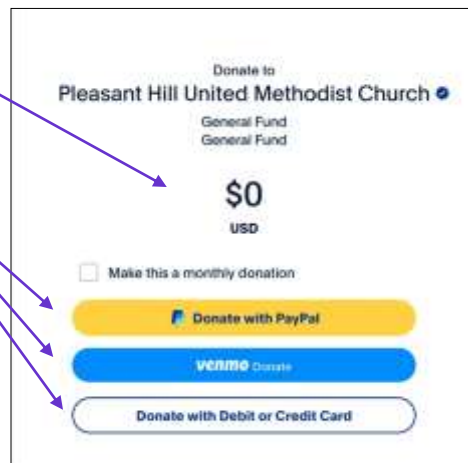 Donate to
Pleasant Hill United Methodist Church
General Fund
General Fund
$0
USD
Make this a monthly donation
Donate with PayPal
venmo Donate
Donate with Debit or Credit Card